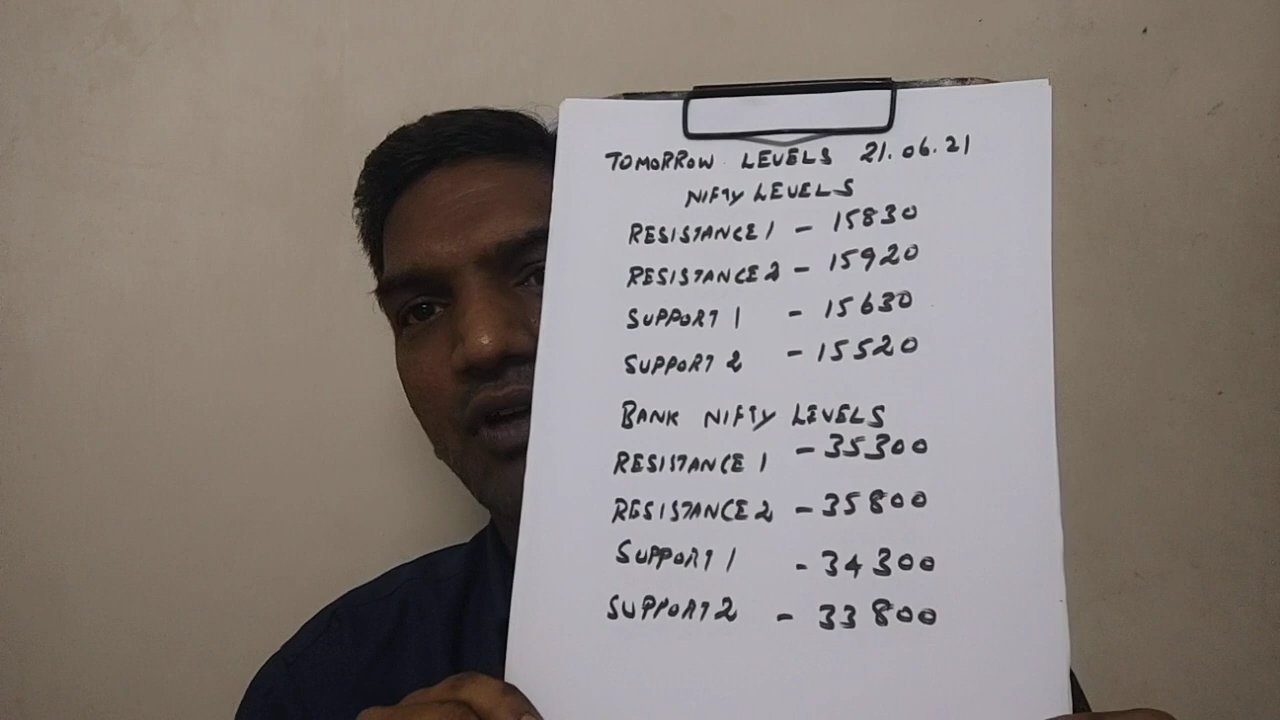 TOMORROW LEVELS 21.06.21
NIFTY LEVELS
RESISTANCE 1 - 15830
RESISTANCE 2 - 15920
SUPPORT 1 - 15630
SUPPORT 2 - 15520
BANK NIFTY LEVELS
RESISTANCE 1 - 35300
RESISTANCE 2 - 35800
SUPPORT 1 - 34300
SUPPORT 2 - 33800